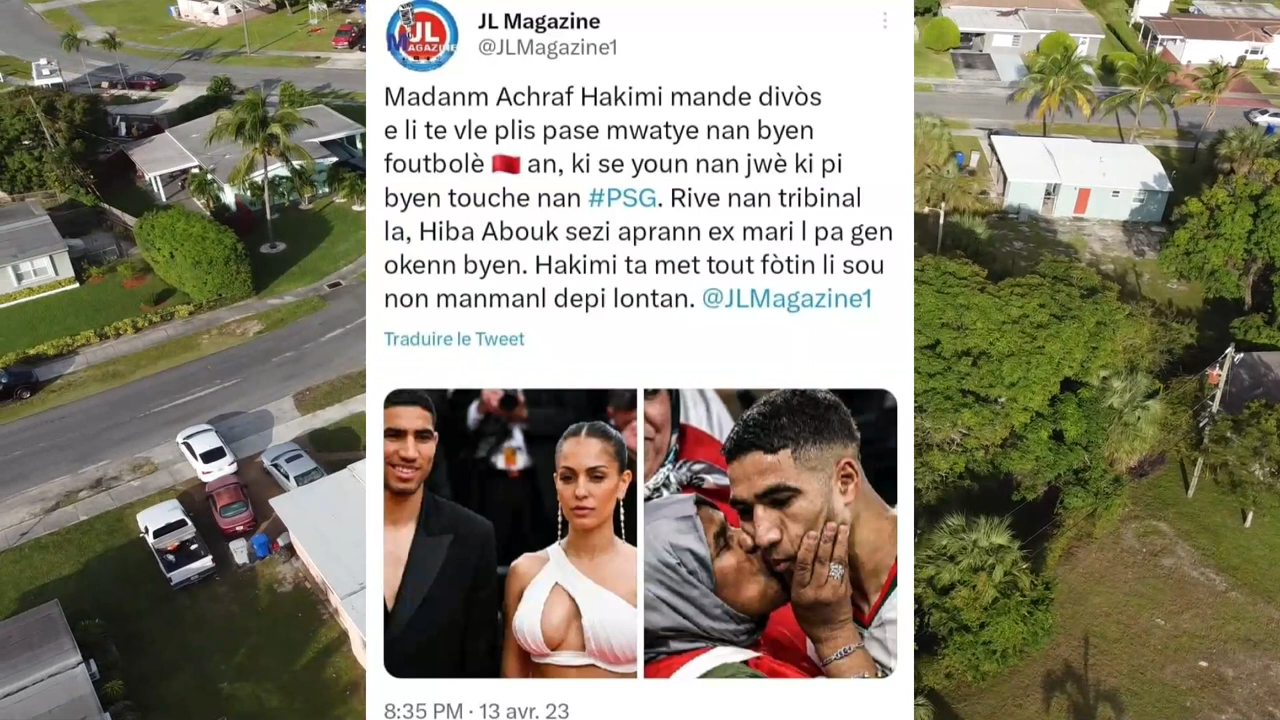 JL Magazine
@JLMagazine1
JL
MAGAZINE
Madanm Achraf Hakimi mande divòs
e li te vle plis pase mwatye nan byen
foutbolè 🇲🇦 an, ki se youn nan jwè ki pi
byen touche nan #PSG. Rive nan tribinal
la, Hiba Abouk sezi aprann ex mari l pa gen
okenn byen. Hakimi ta met tout fòtin li sou
non manmanl depi lontan. @JLMagazine1
Traduire le Tweet
8:35 PM · 13 avr. 23